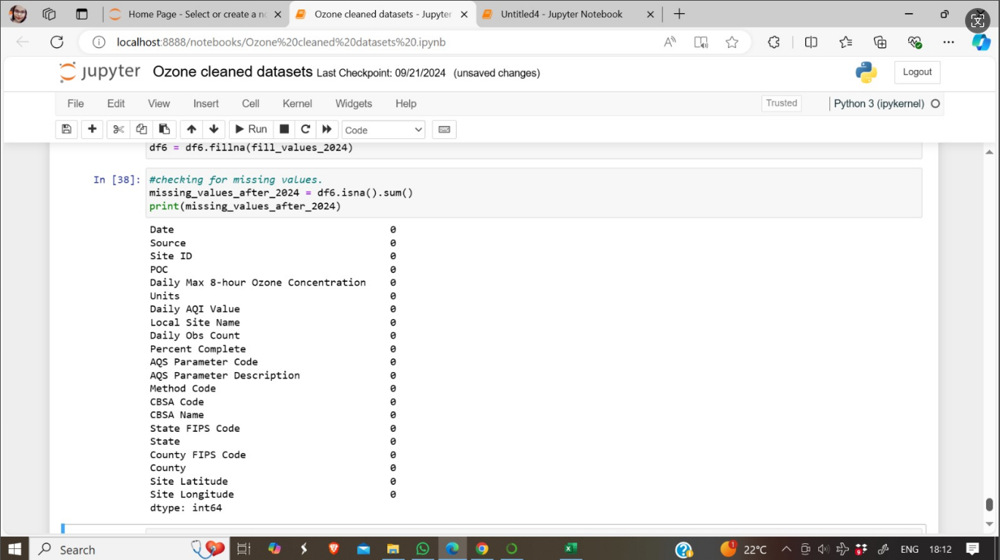 Home Page - Select or create a n
Ozone cleaned datasets - Jupyter
Untitled4 - Jupyter Notebook
localhost:8888/notebooks/Ozone%20cleaned%20datasets%20.ipynb
jupyter Ozone cleaned datasets Last Checkpoint: 09/21/2024 (unsaved changes)
Logout
File Edit View Insert Cell Kernel Widgets Help
Trusted
Python 3 (ipykernel)
Run
Code
df6 = df6.fillna(fill_values_2024)
In [38]: #checking for missing values.
missing_values_after_2024 = df6.isna().sum()
print(missing_values_after_2024)
Date 0
Source 0
Site ID 0
POC 0
Daily Max 8-hour Ozone Concentration 0
Units 0
Daily AQI Value 0
Local Site Name 0
Daily Obs Count 0
Percent Complete 0
AQS Parameter Code 0
AQS Parameter Description 0
Method Code 0
CBSA Code 0
CBSA Name 0
State FIPS Code 0
State 0
County FIPS Code 0
County 0
Site Latitude 0
Site Longitude 0
dtype: int64
Search
1
22°C
9
ENG
18:12